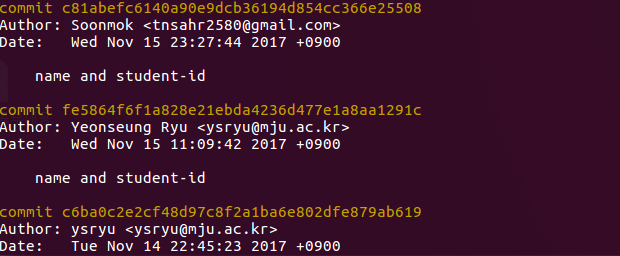 commit c81abefc6140a90e9dcb36194d854cc366e25508
Author: Soonmok <tnsahr2580@gmail.com>
Date:   Wed Nov 15 23:27:44 2017 +0900
name and student-id
commit fe5864f6f1a828e21ebda4236d477e1a8aa1291c
Author: Yeonseung Ryu <ysryu@mju.ac.kr>
Date:   Wed Nov 15 11:09:42 2017 +0900
name and student-id
commit c6ba0c2e2cf48d97c8f2a1ba6e802dfe879ab619
Author: ysryu <ysryu@mju.ac.kr>
Date:   Tue Nov 14 22:45:23 2017 +0900